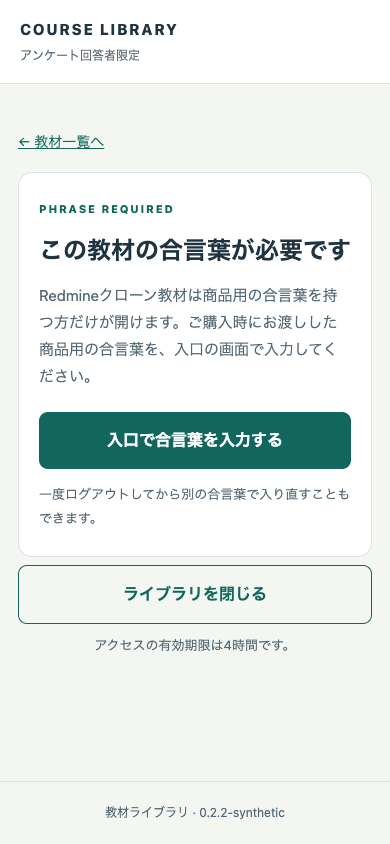 COURSE LIBRARY
アンケート回答者限定
← 教材一覧へ
PHRASE REQUIRED
この教材の合言葉が必要です
Redmineクローン教材は商品用の合言葉を持
つ方だけが開けます。ご購入時にお渡しした
商品用の合言葉を、入口の画面で入力してく
ださい。
入口で合言葉を入力する
一度ログアウトしてから別の合言葉で入り直すことも
できます。
ライブラリを閉じる
アクセスの有効期限は4時間です。
教材ライブラリ · 0.2.2-synthetic